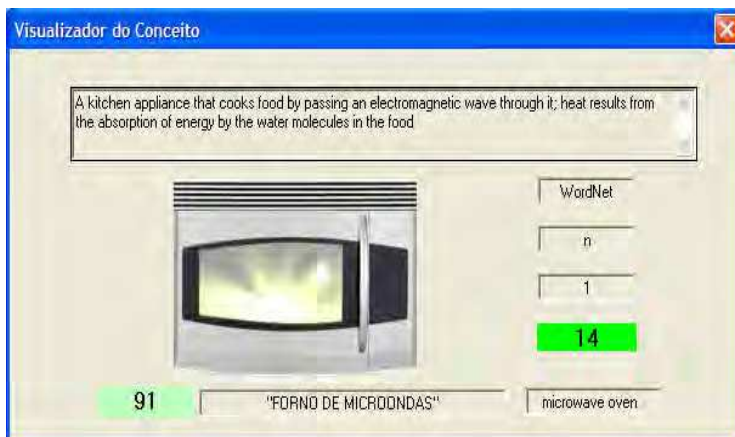 Visualizador do Conceito
A kitchen appliance that cooks food by passing an electromagnetic wave through it; heat results from
the absorption of energy by the water molecules in the food
WordNet
n
1
14
91
"FORNO DE MICROONDAS"
microwave oven